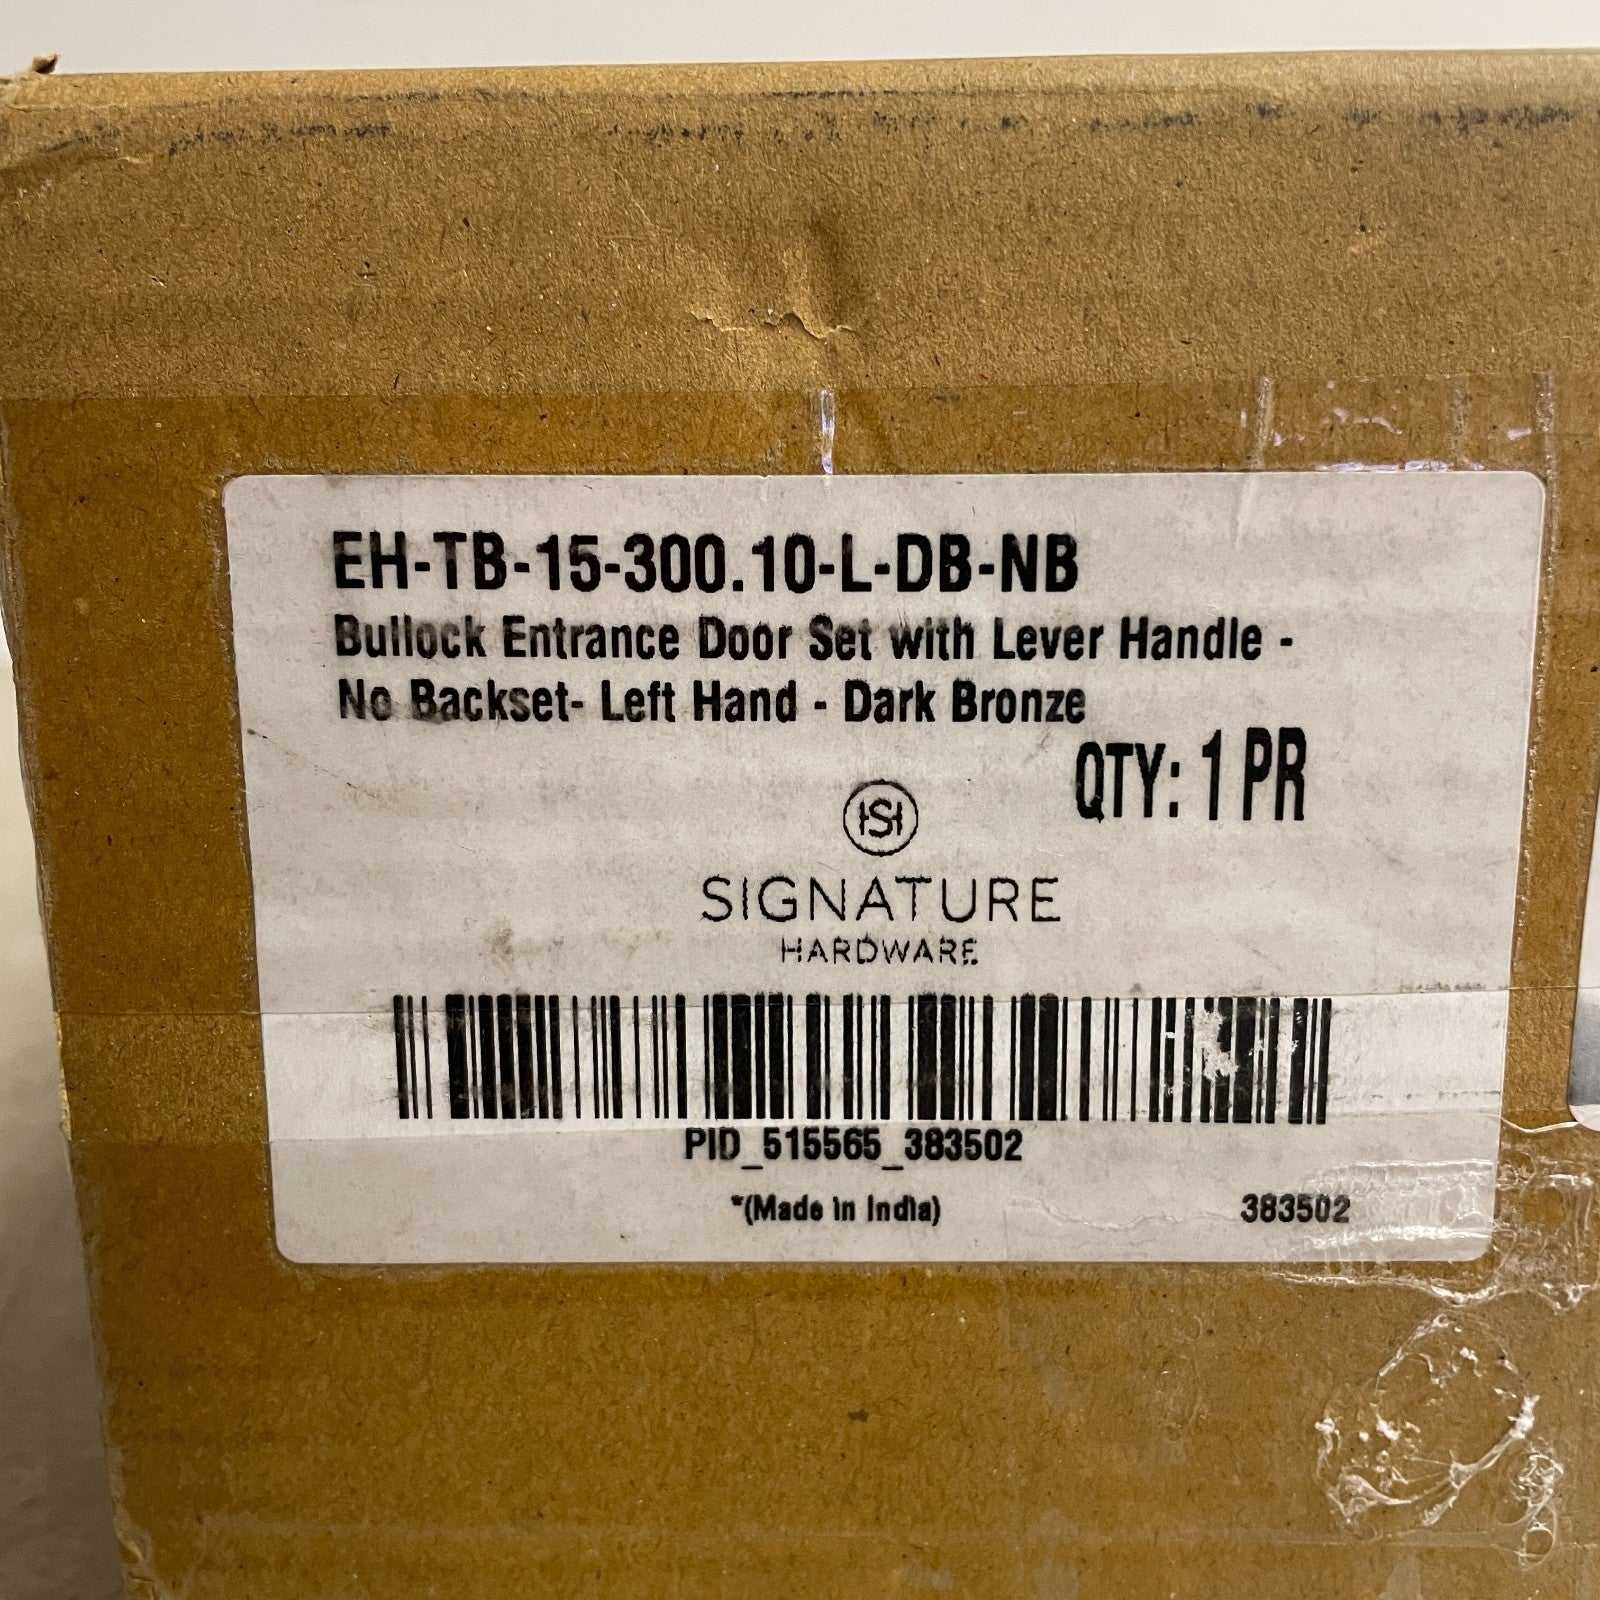 EH-TB-15-300.10-L-DB-NB
Bullock Entrance Door Set with Lever Handle -
No Backset- Left Hand - Dark Bronze
QTY: 1 PR
HSH
SIGNATURE
HARDWARE
PID_515565_383502
*(Made in India)
383502